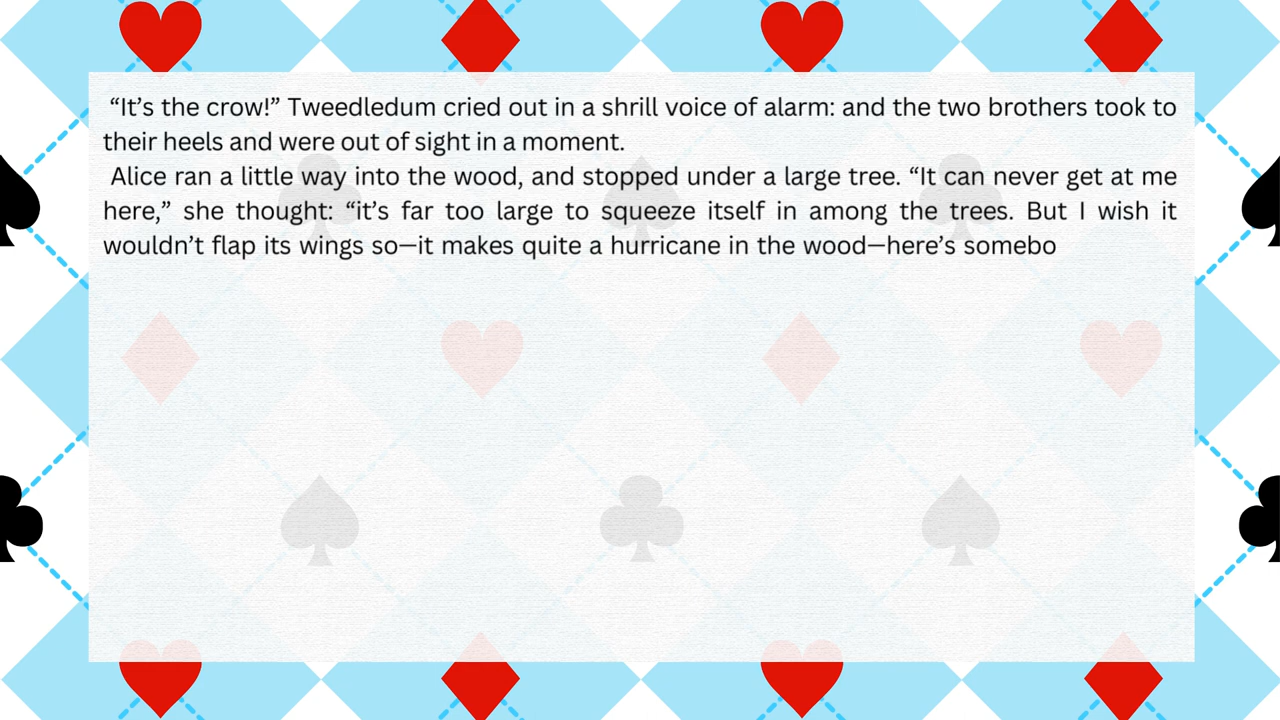 “It’s the crow!” Tweedledum cried out in a shrill voice of alarm: and the two brothers took to
their heels and were out of sight in a moment.
Alice ran a little way into the wood, and stopped under a large tree. “It can never get at me
here,” she thought: “it’s far too large to squeeze itself in among the trees. But I wish it
wouldn’t flap its wings so—it makes quite a hurricane in the wood—here’s somebo